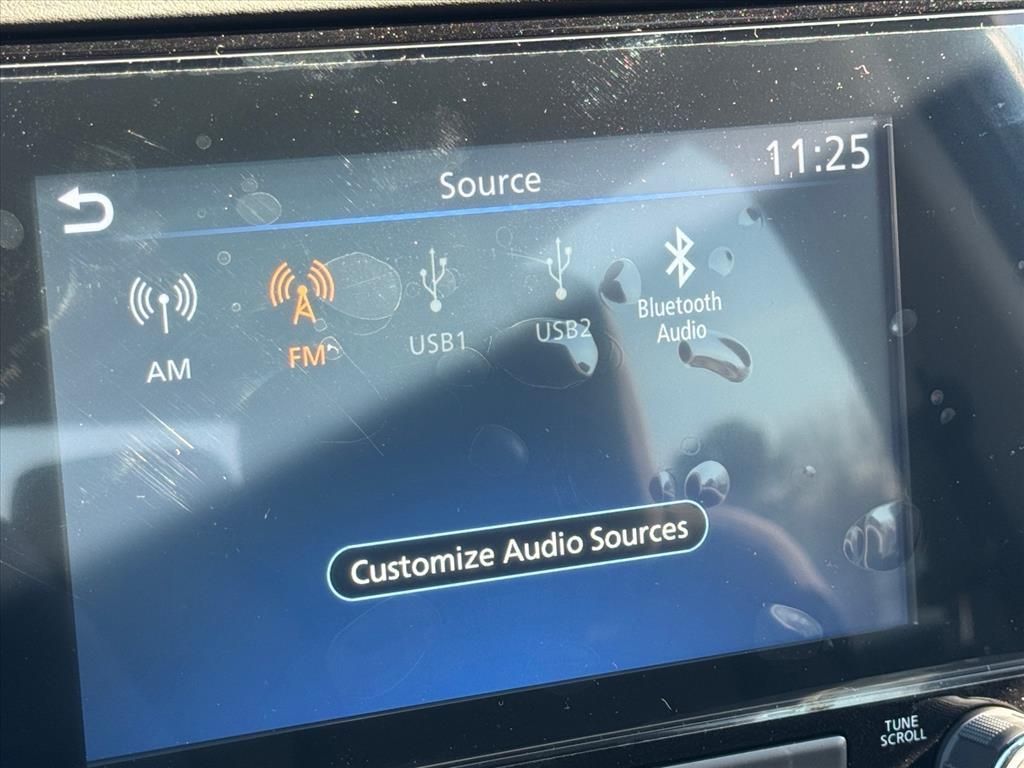 Source
11:25
AM
FM
USB1
USB2
Bluetooth
Audio
Customize Audio Sources
TUNE
SCROLL